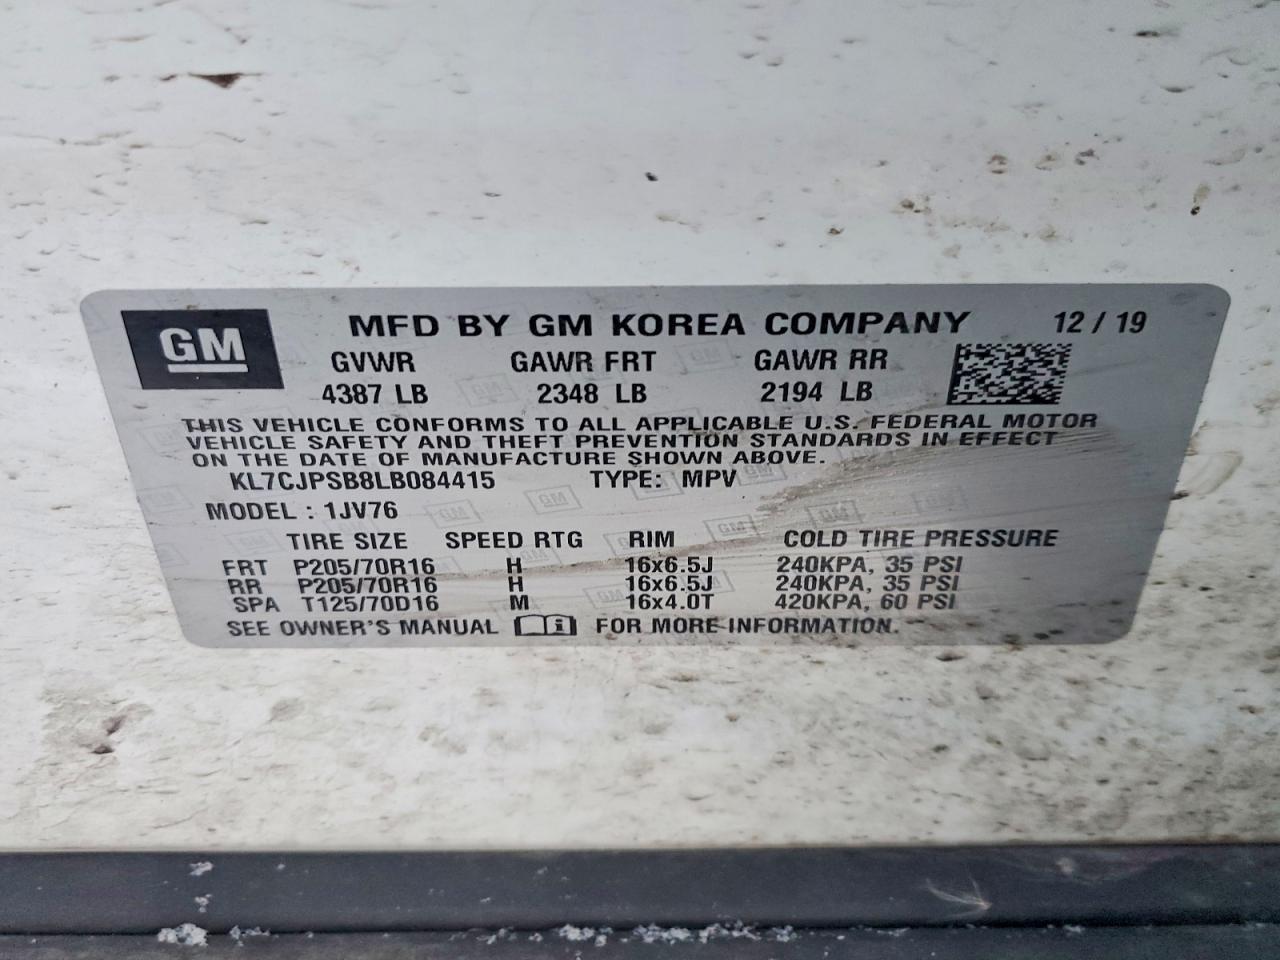 GM MFD BY GM KOREA COMPANY 12 / 19
GVWR GAWR FRT GAWR RR
4387 LB 2348 LB 2194 LB
THIS VEHICLE CONFORMS TO ALL APPLICABLE U.S. FEDERAL MOTOR
VEHICLE SAFETY AND THEFT PREVENTION STANDARDS IN EFFECT
ON THE DATE OF MANUFACTURE SHOWN ABOVE.
KL7CJPSB8LB084415 TYPE: MPV
MODEL : 1JV76
TIRE SIZE SPEED RTG RIM COLD TIRE PRESSURE
FRT P205/70R16 H 16x6.5J 240KPA, 35 PSI
RR P205/70R16 H 16x6.5J 240KPA, 35 PSI
SPA T125/70D16 M 16x4.0T 420KPA, 60 PSI
SEE OWNER'S MANUAL i FOR MORE INFORMATION.